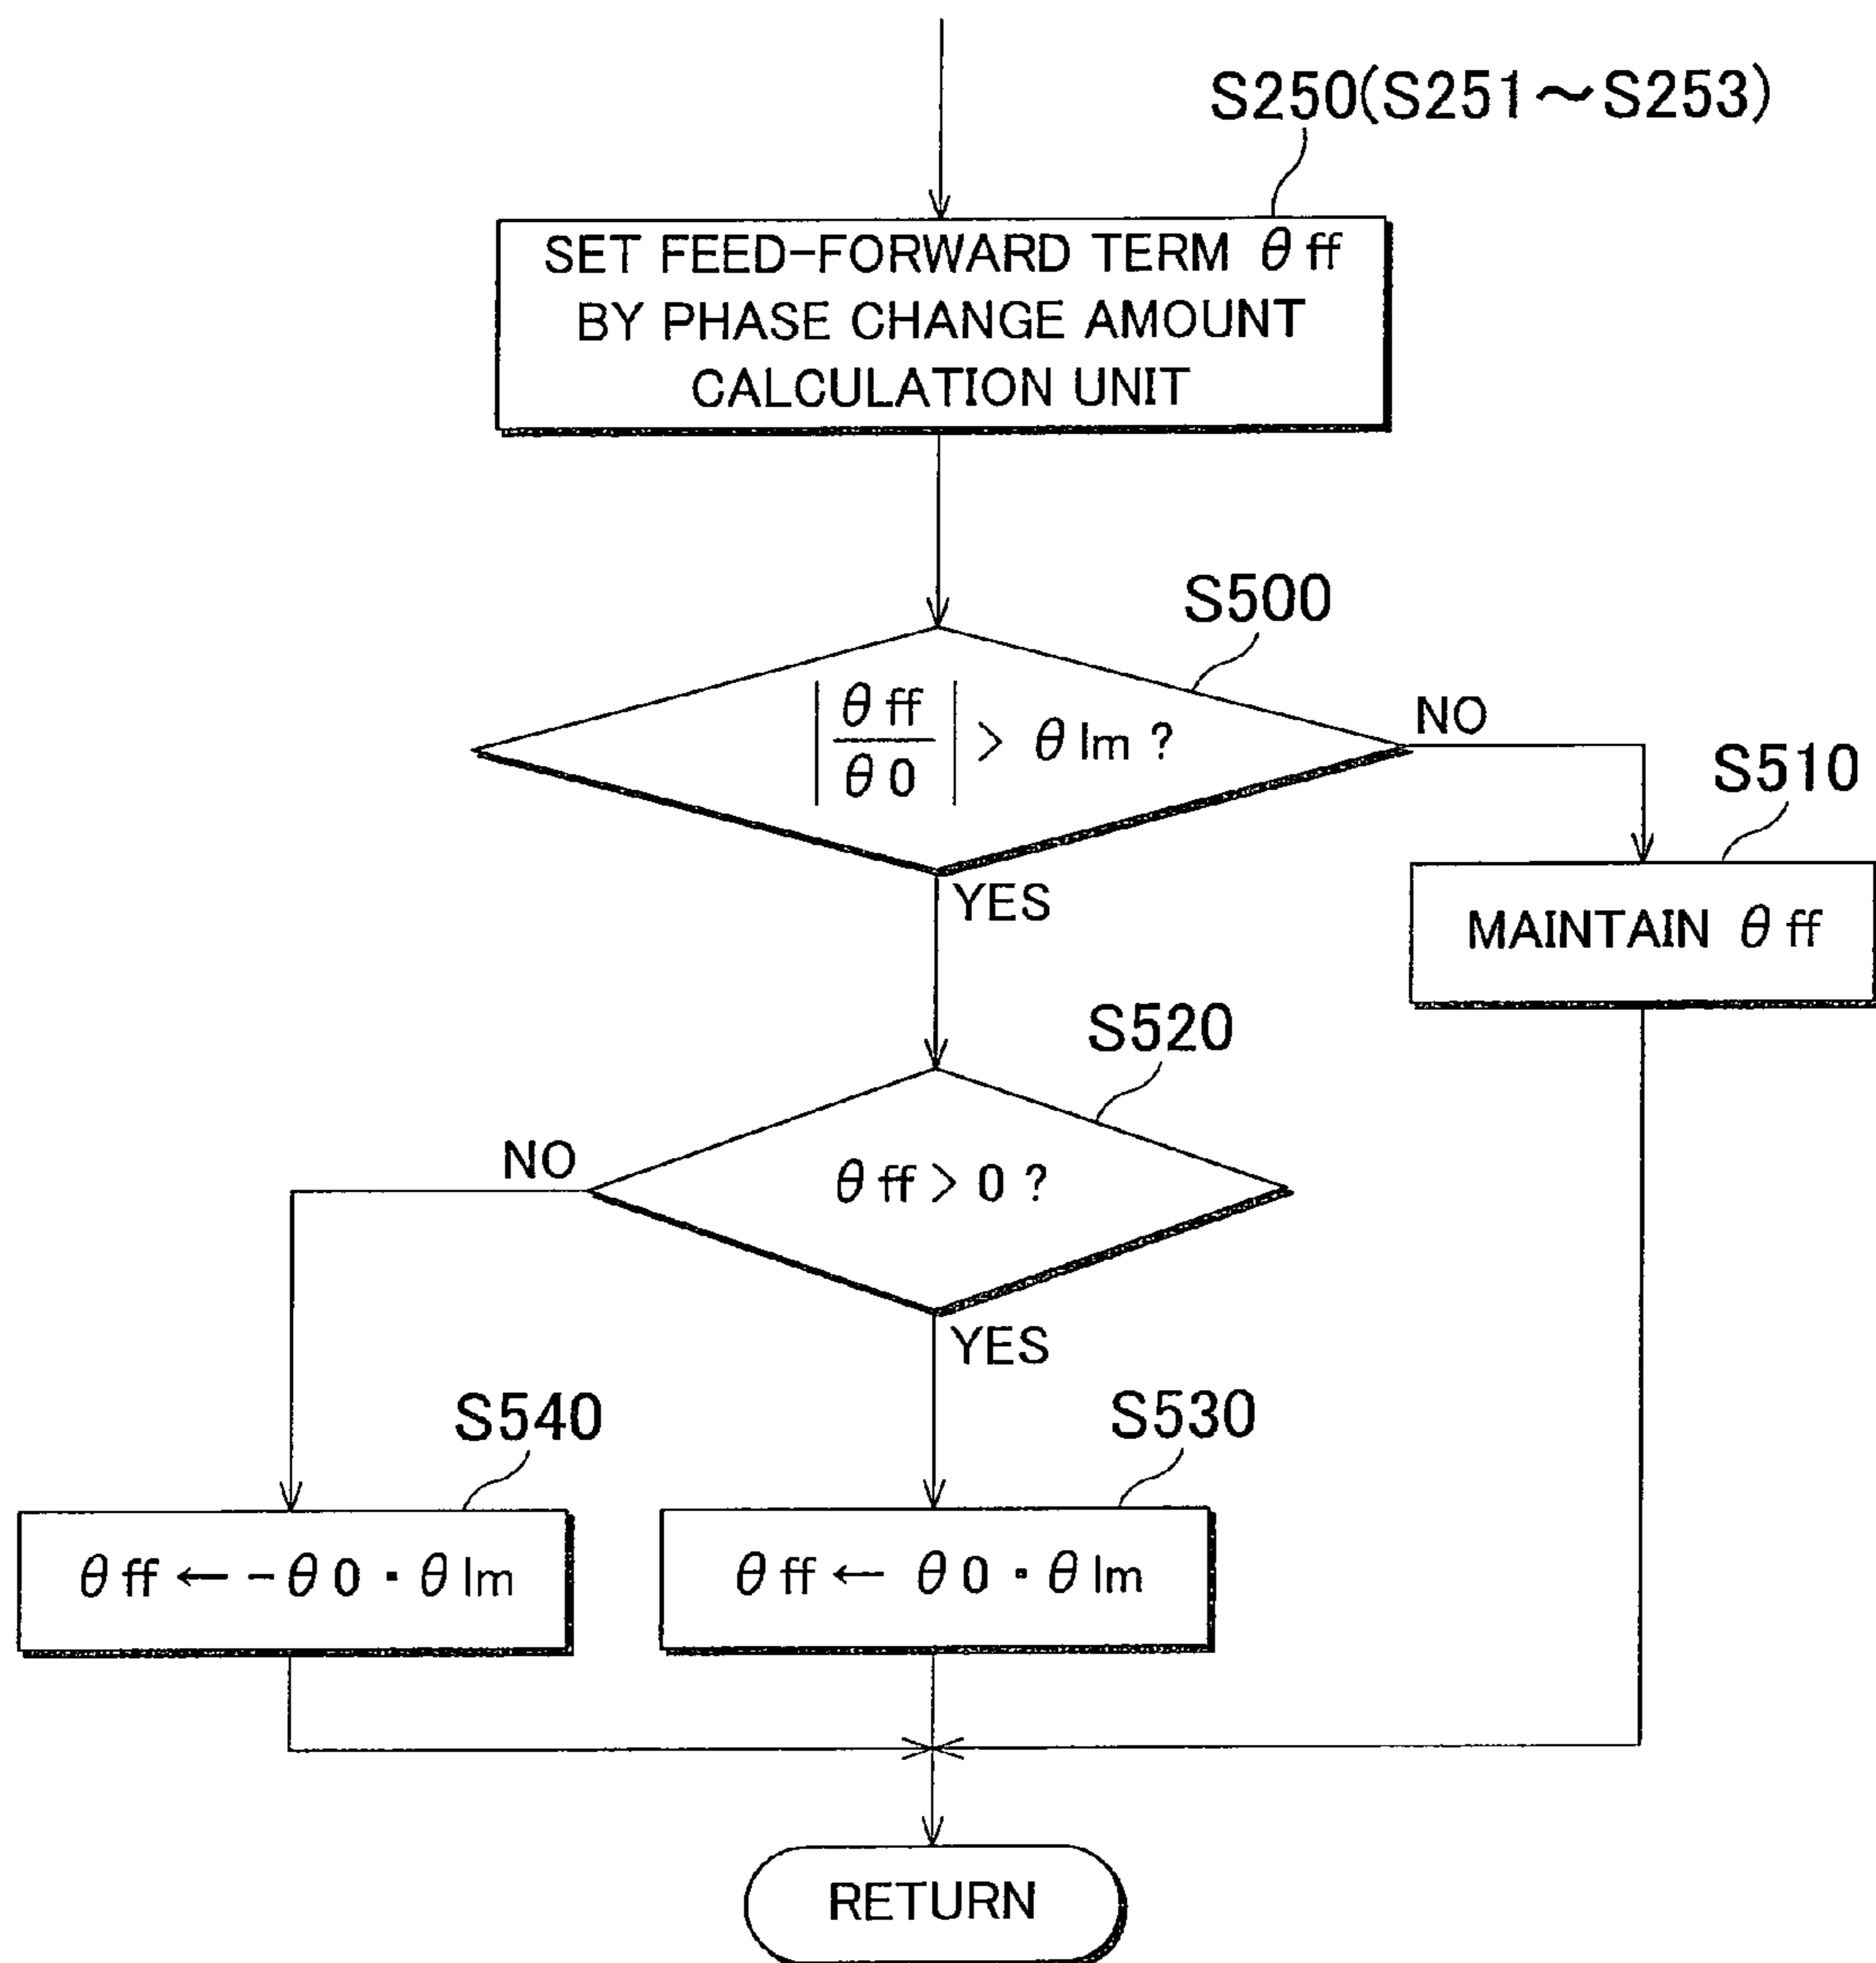 S250(S251～S253)
SET FEED-FORWARD TERM θff
BY PHASE CHANGE AMOUNT
CALCULATION UNIT
S500
|θff/θ0| > θlm ?
NO
YES
S510
MAINTAIN θff
S520
θff > 0 ?
NO
YES
S540
θff ← -θ0・θlm
S530
θff ← θ0・θlm
RETURN